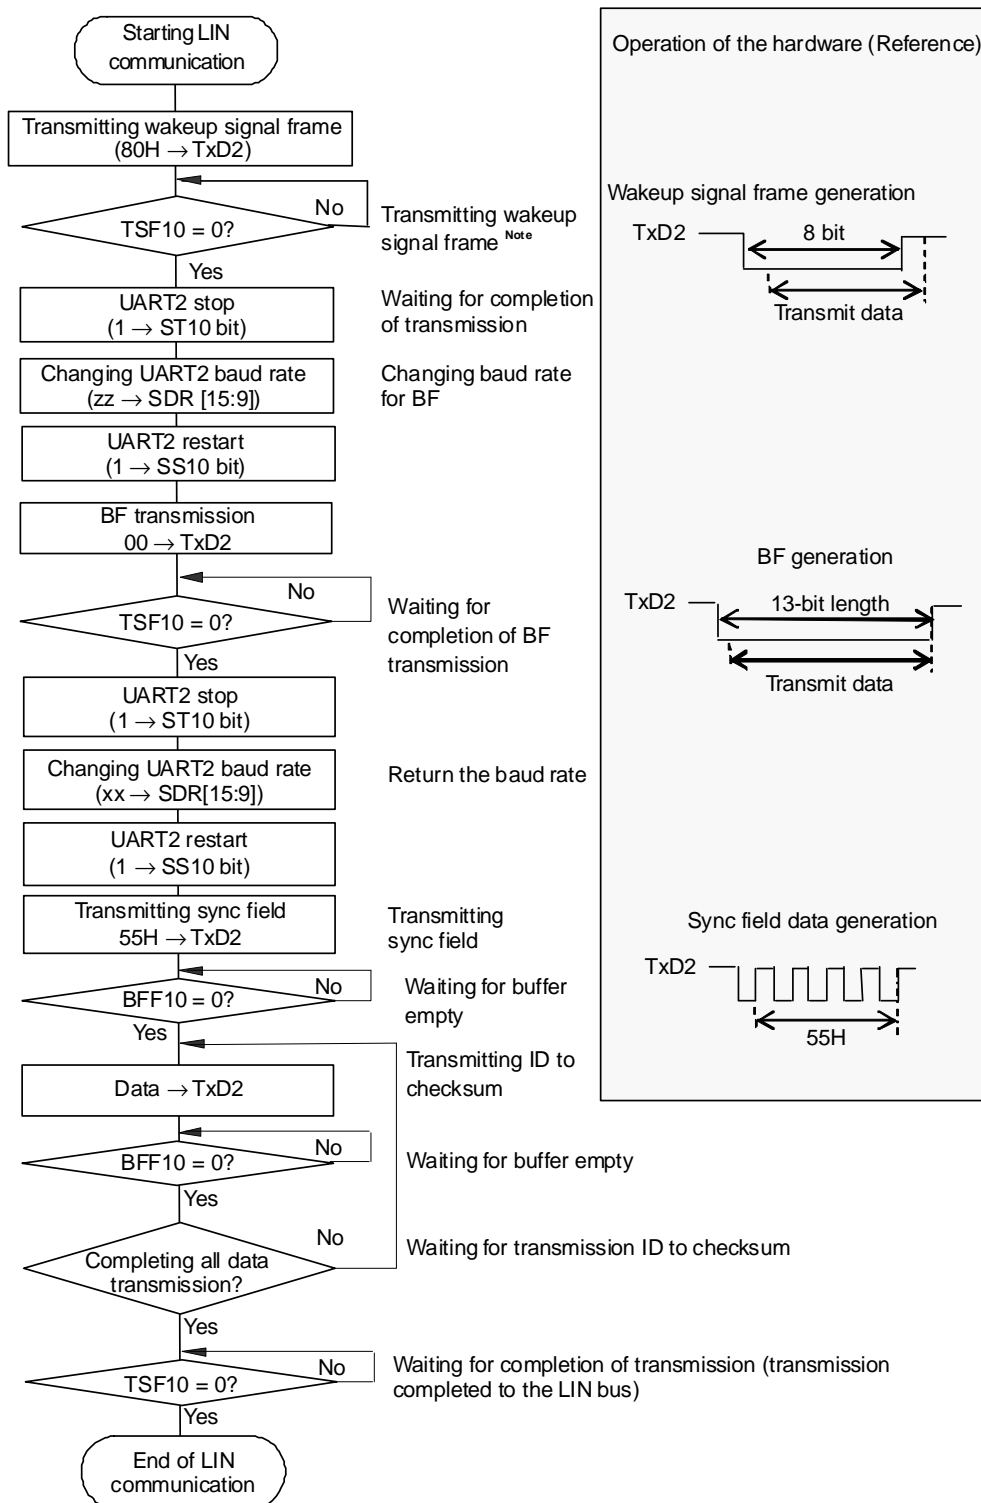 Starting LIN
communication
Transmitting wakeup signal frame
(80H → TxD2)
TSF10 = 0?
No
Yes
Transmitting wakeup
signal frame Note
UART2 stop
(1 → ST10 bit)
Waiting for completion
of transmission
Changing UART2 baud rate
(zz → SDR [15:9])
Changing baud rate
for BF
UART2 restart
(1 → SS10 bit)
BF transmission
00 → TxD2
No
TSF10 = 0?
Yes
Waiting for
completion of BF
transmission
UART2 stop
(1 → ST10 bit)
Changing UART2 baud rate
(xx → SDR[15:9])
Return the baud rate
UART2 restart
(1 → SS10 bit)
Transmitting sync field
55H → TxD2
Transmitting
sync field
No
BFF10 = 0?
Yes
Waiting for buffer
empty
Data → TxD2
Transmitting ID to
checksum
No
BFF10 = 0?
Yes
Waiting for buffer empty
No
Completing all data
transmission?
Yes
Waiting for transmission ID to checksum
No
TSF10 = 0?
Yes
Waiting for completion of transmission (transmission
completed to the LIN bus)
End of LIN
communication
Operation of the hardware (Reference)
Wakeup signal frame generation
TxD2
8 bit
Transmit data
BF generation
TxD2
13-bit length
Transmit data
Sync field data generation
TxD2
55H